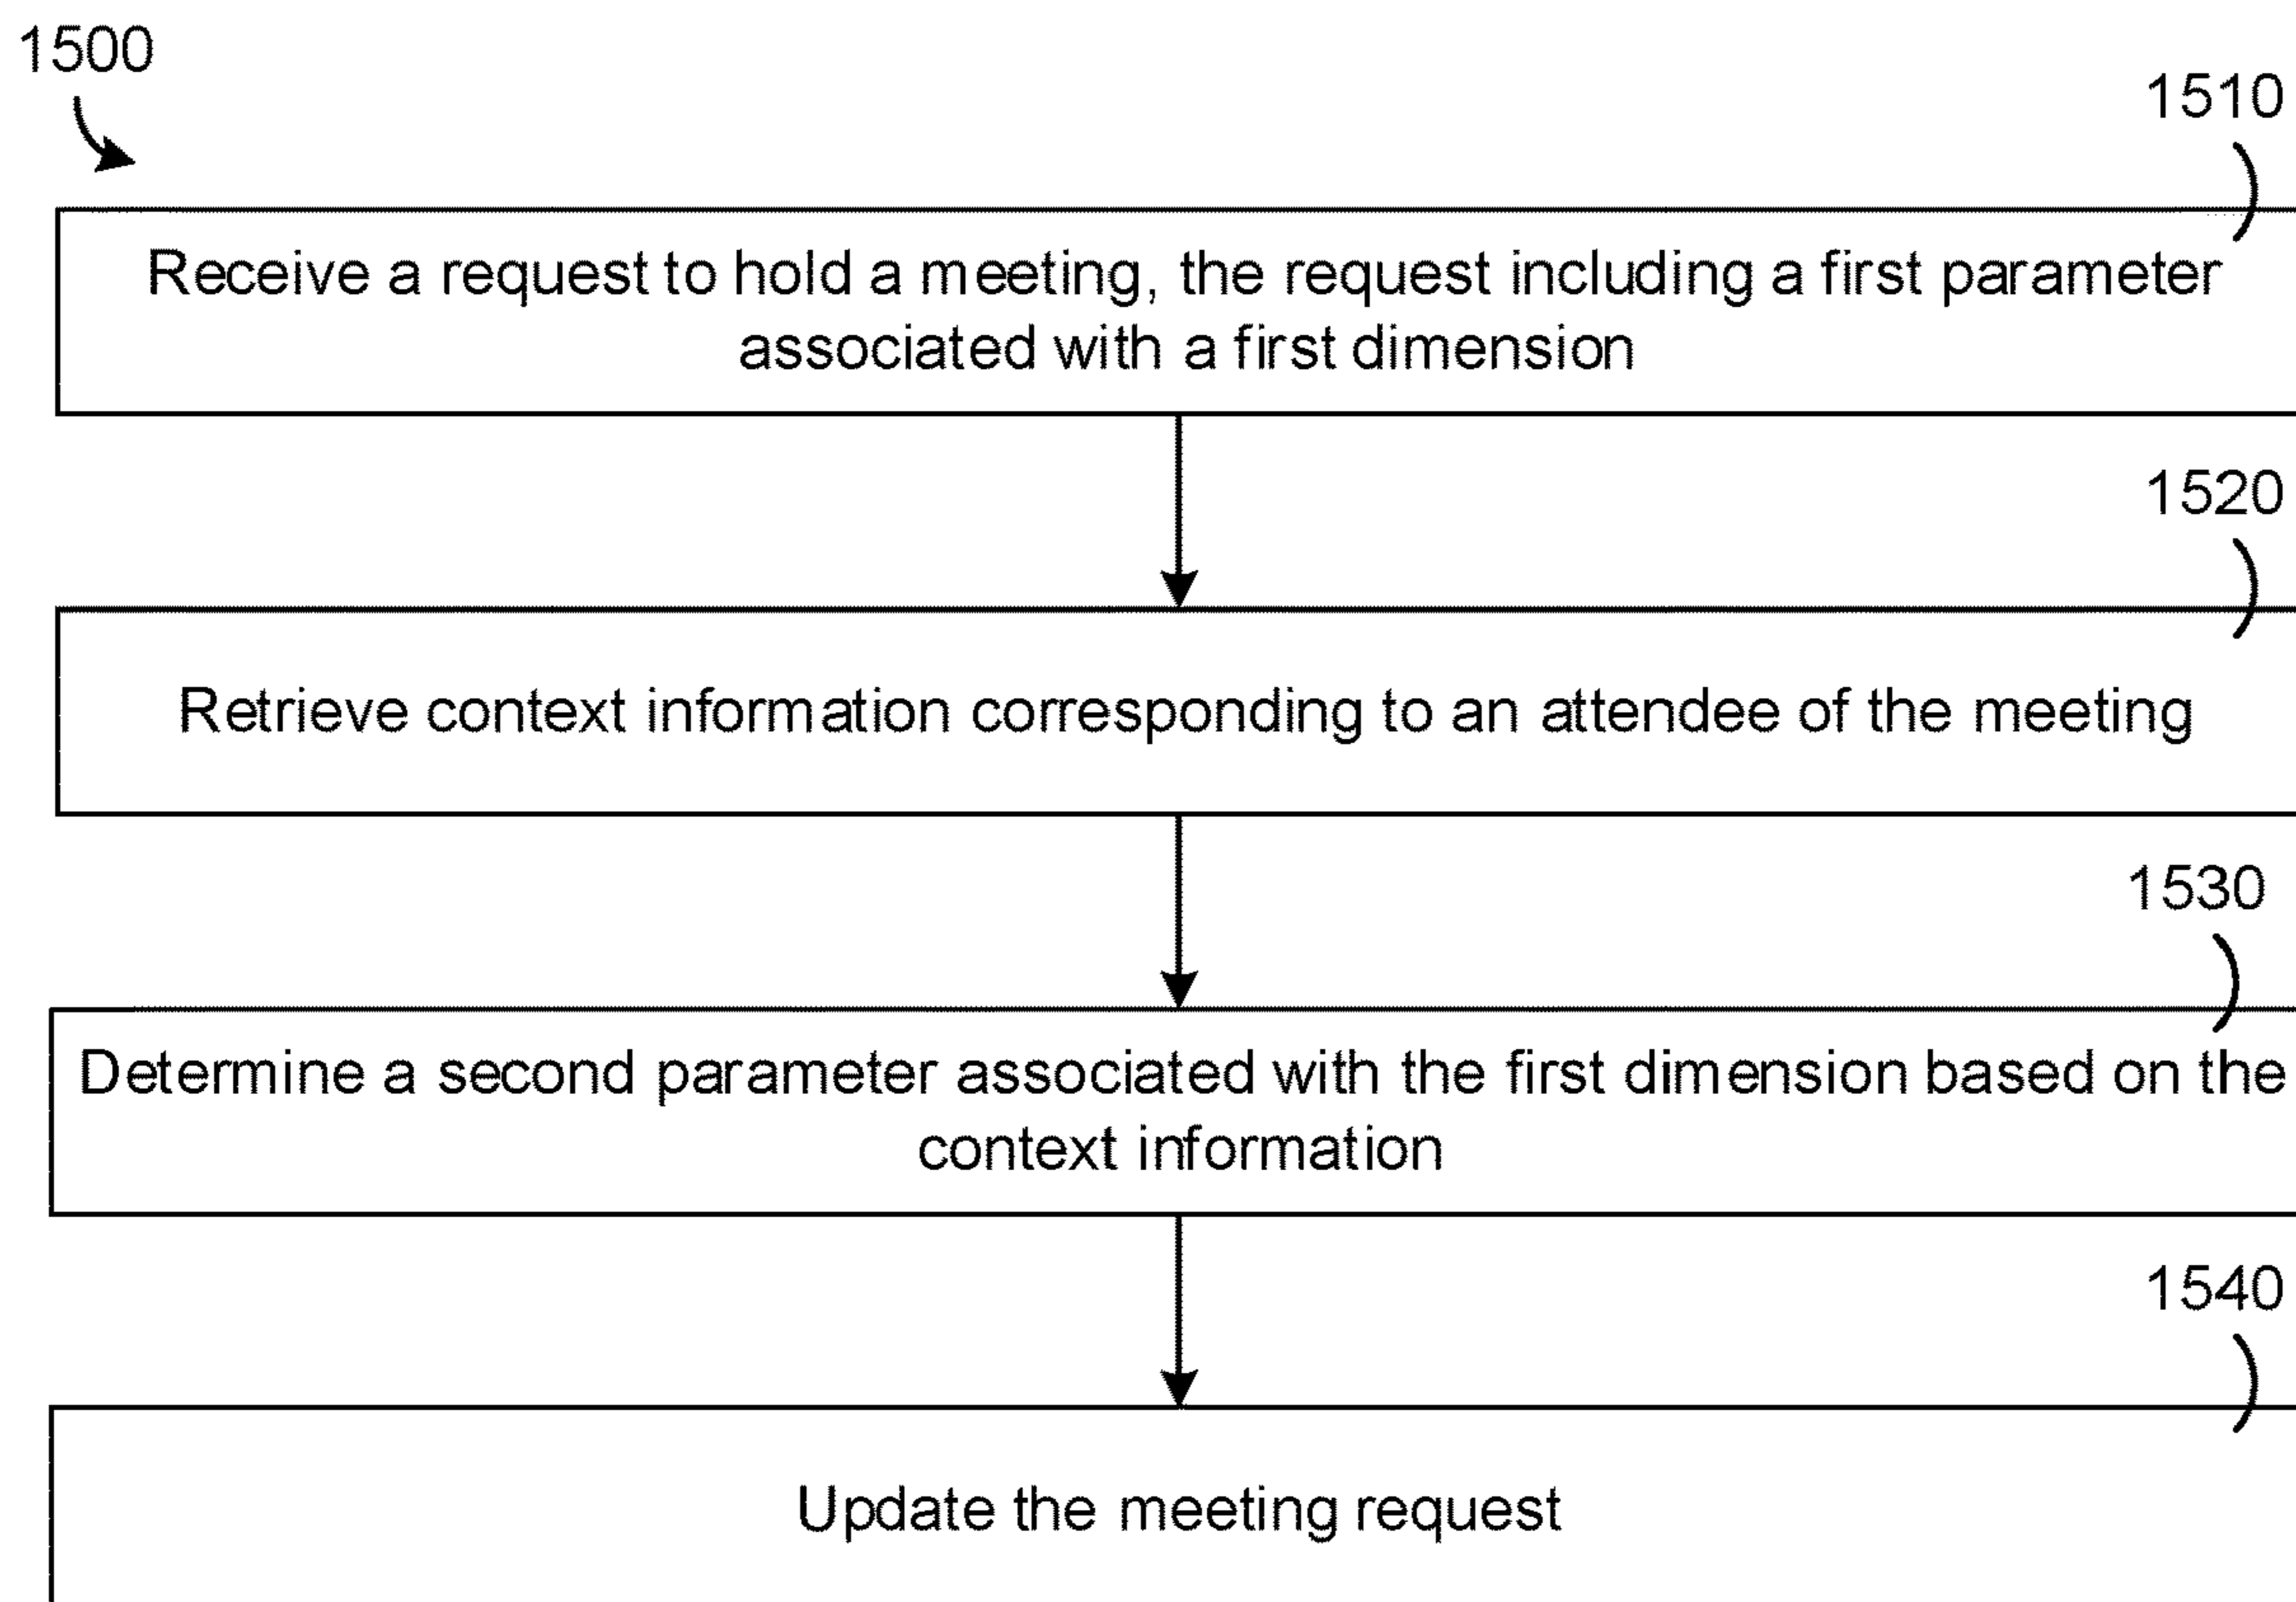 1500
1510
Receive a request to hold a meeting, the request including a first parameter
associated with a first dimension
1520
Retrieve context information corresponding to an attendee of the meeting
1530
Determine a second parameter associated with the first dimension based on the
context information
1540
Update the meeting request